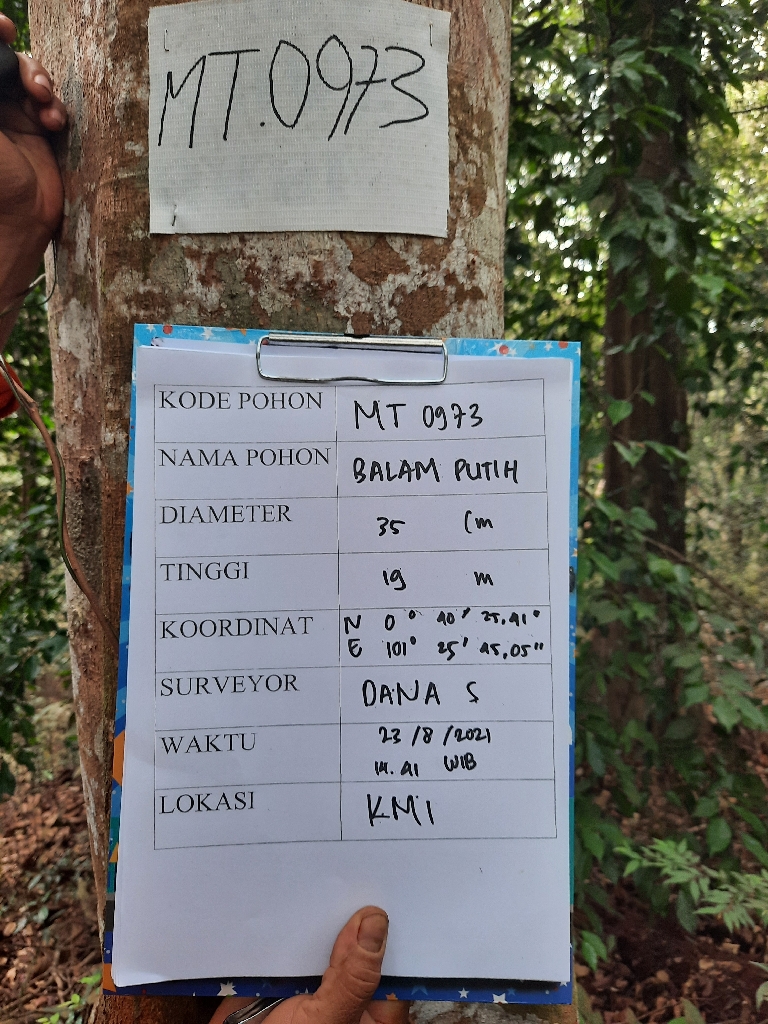 MT.0973
KODE POHON MT 0973
NAMA POHON BALAM PUTIH
DIAMETER 35 Cm
TINGGI 19 m
KOORDINAT N 0° 40' 25,41"
E 101° 25' 45,05"
SURVEYOR DANA S
WAKTU 23/8/2021
14.41 WIB
LOKASI KMI